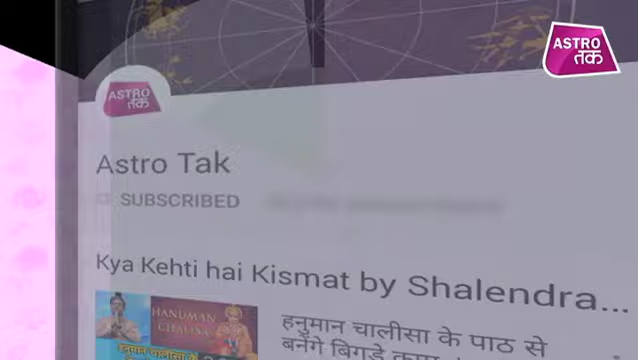 ASTRO
तक
ASTRO
तक
Astro Tak
SUBSCRIBED
Kya Kehti hai Kismat by Shalendra...
HANUMAN
CHALISA
हनुमान चालीसा के पाठ से
बनेंगे बिगड़े काम